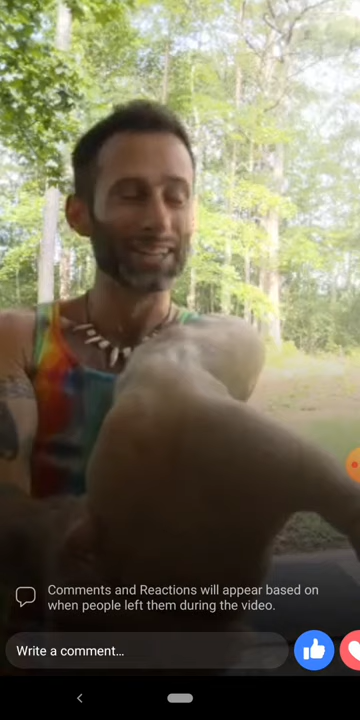 Comments and Reactions will appear based on
when people left them during the video.
Write a comment...